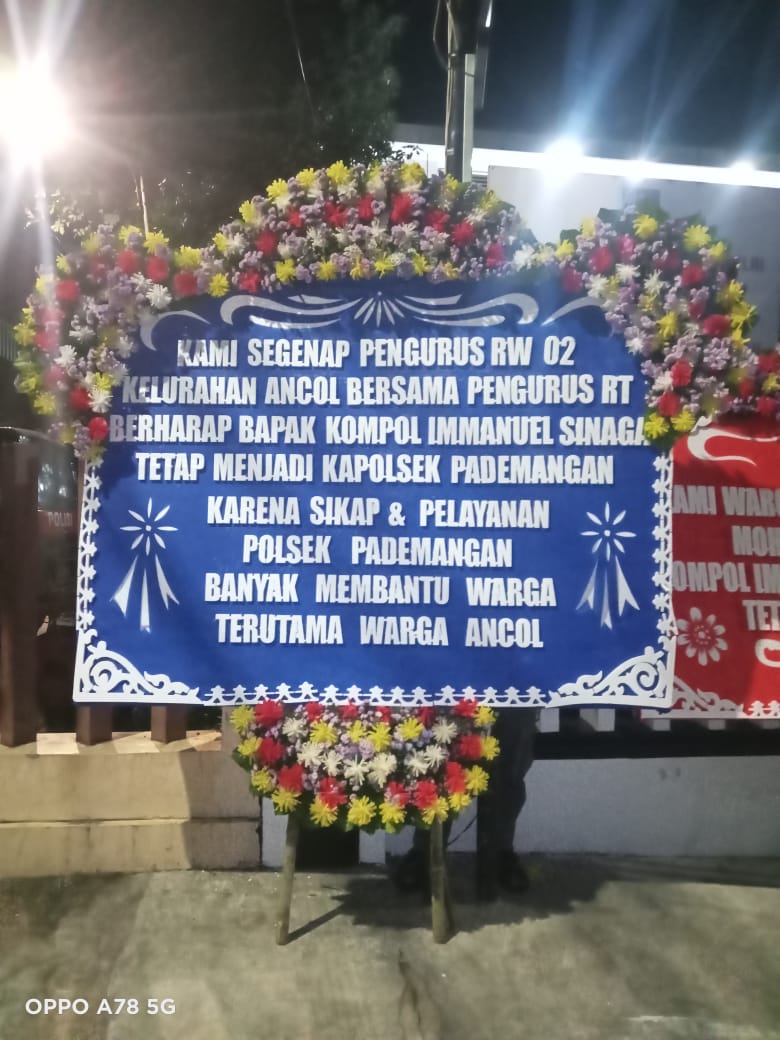 KAMI SEGENAP PENGURUS RW 02
KELURAHAN ANCOL BERSAMA PENGURUS RT
BERHARAP BAPAK KOMPOL IMMANUEL SINAGA
TETAP MENJADI KAPOLSEK PADEMANGAN
KARENA SIKAP & PELAYANAN
POLSEK PADEMANGAN
BANYAK MEMBANTU WARGA
TERUTAMA WARGA ANCOL
POLISI
OPPO A78 5G